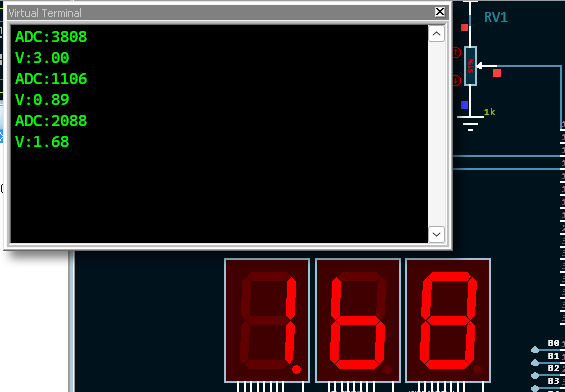 Virtual Terminal
ADC:3808
V:3.00
ADC:1106
V:0.89
ADC:2088
V:1.68
RV1
51%
1k
1.68
B0
B1
B2
B3